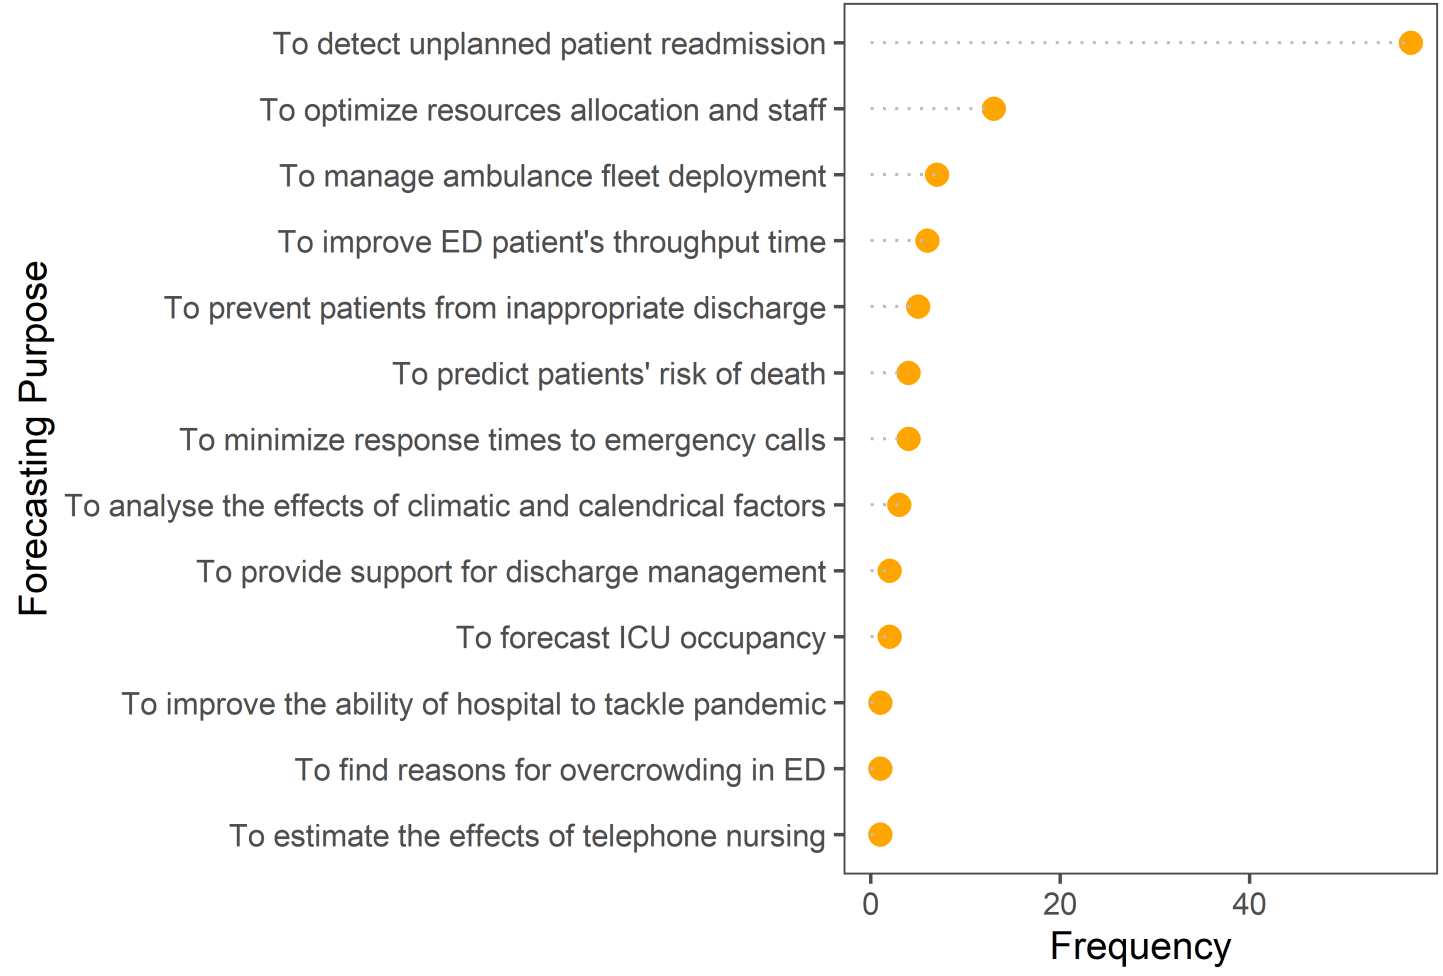 To detect unplanned patient readmission
To optimize resources allocation and staff
To manage ambulance fleet deployment
To improve ED patient's throughput time
To prevent patients from inappropriate discharge
To predict patients' risk of death
To minimize response times to emergency calls
To analyse the effects of climatic and calendrical factors
To provide support for discharge management
To forecast ICU occupancy
To improve the ability of hospital to tackle pandemic
To find reasons for overcrowding in ED
To estimate the effects of telephone nursing
Forecasting Purpose
0 20 40
Frequency